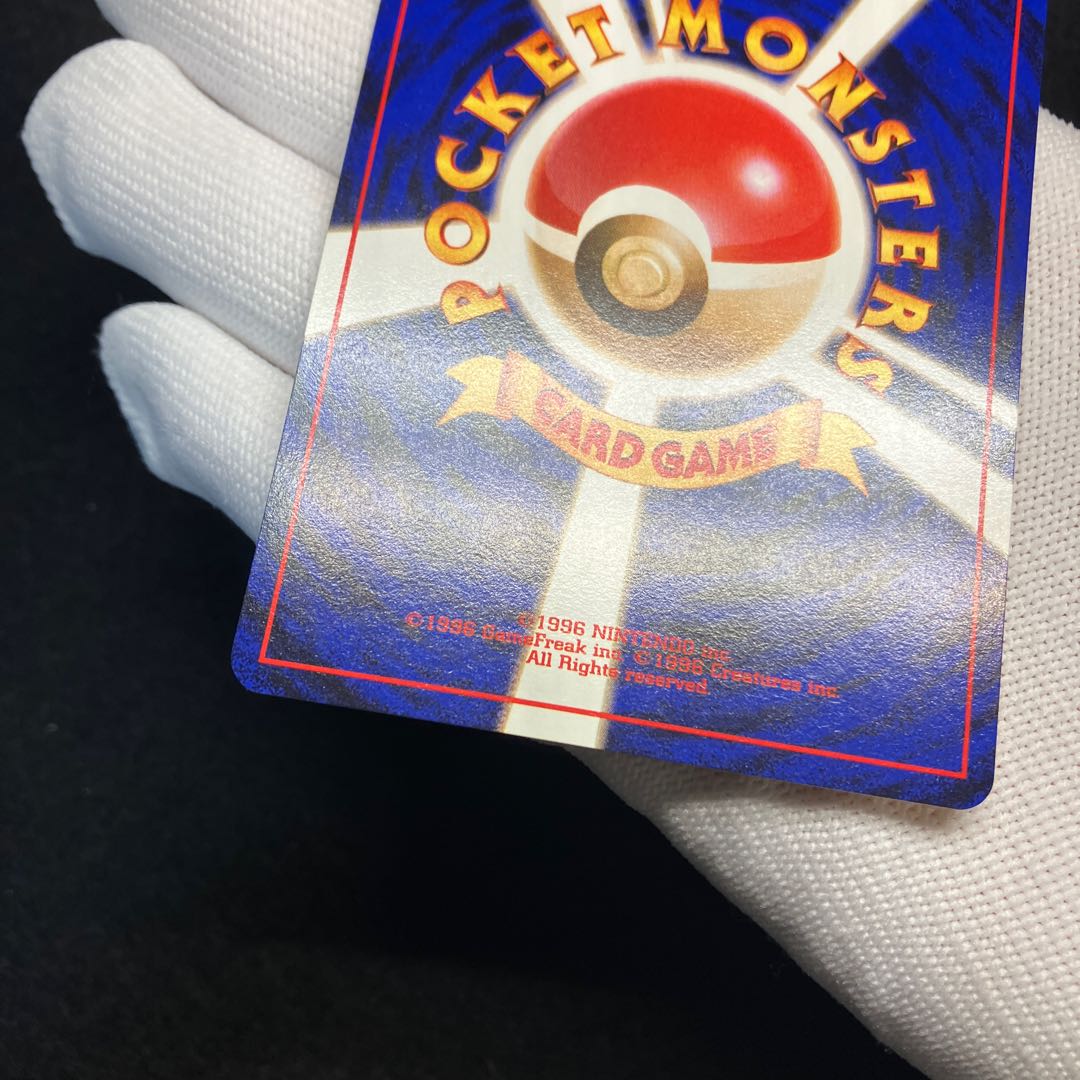 POCKET MONSTERS
CARD GAME
©1996 NINTENDO inc.
©1996 GameFreak inc. ©1996 Creatures inc.
All Rights reserved.